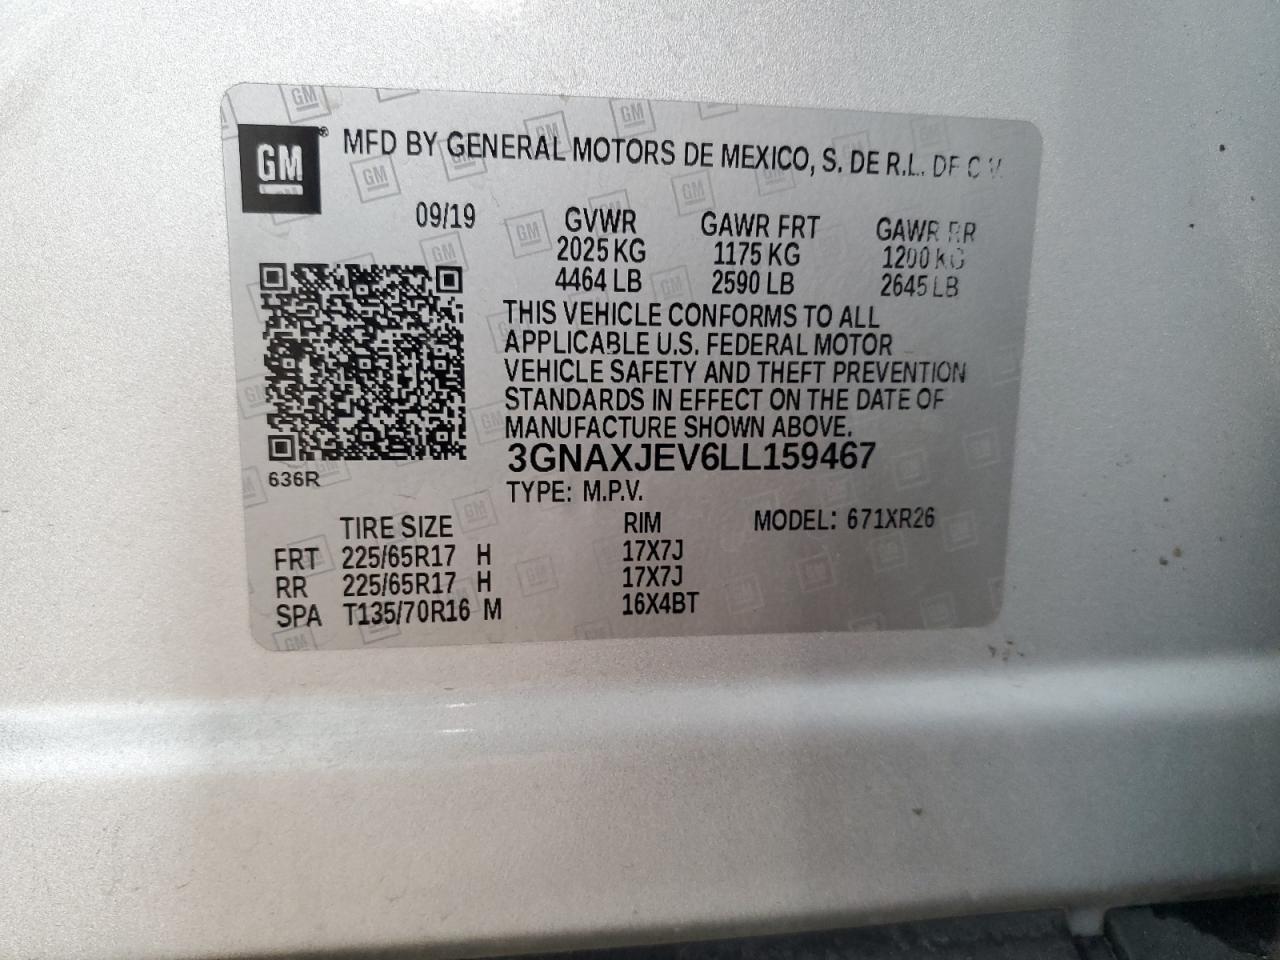 GM® MFD BY GENERAL MOTORS DE MEXICO, S. DE R.L. DE C.V.
09/19 GVWR GAWR FRT GAWR RR
2025 KG 1175 KG 1200 KG
4464 LB 2590 LB 2645 LB
THIS VEHICLE CONFORMS TO ALL
APPLICABLE U.S. FEDERAL MOTOR
VEHICLE SAFETY AND THEFT PREVENTION
STANDARDS IN EFFECT ON THE DATE OF
MANUFACTURE SHOWN ABOVE.
3GNAXJEV6LL159467
636R
TYPE: M.P.V.
TIRE SIZE RIM MODEL: 671XR26
FRT 225/65R17 H 17X7J
RR 225/65R17 H 17X7J
SPA T135/70R16 M 16X4BT